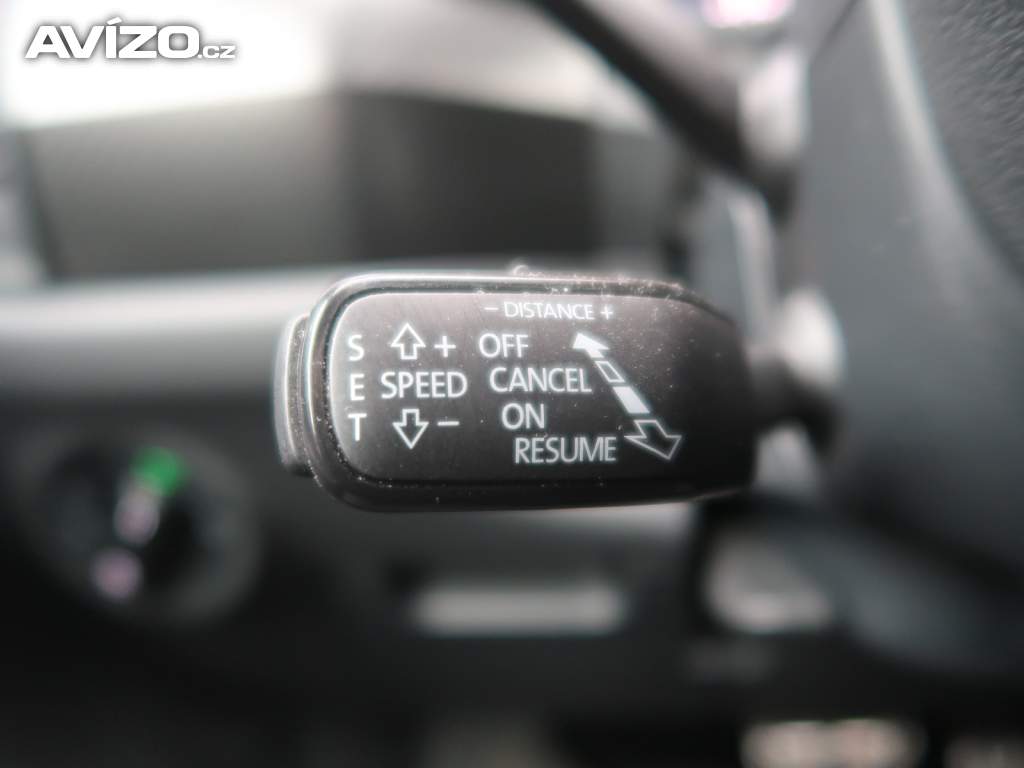 AVÍZO.cz
− DISTANCE +
S + OFF
E SPEED CANCEL
T − ON
RESUME